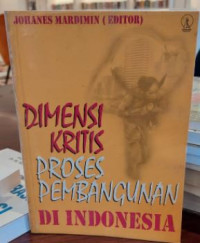 JOHANES MARDIMIN ( EDITOR)
DIMENSI
KRITIS
PROSES
PEMBANGUNAN
DI INDONESIA